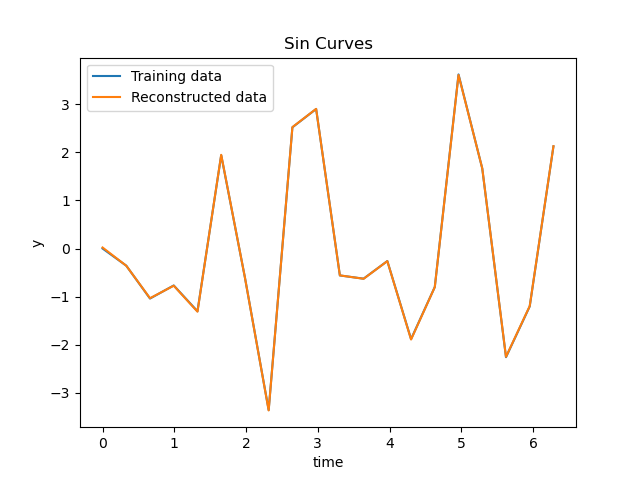 Sin Curves
Training data
Reconstructed data
3
2
1
0
−1
−2
−3
y
0 1 2 3 4 5 6
time